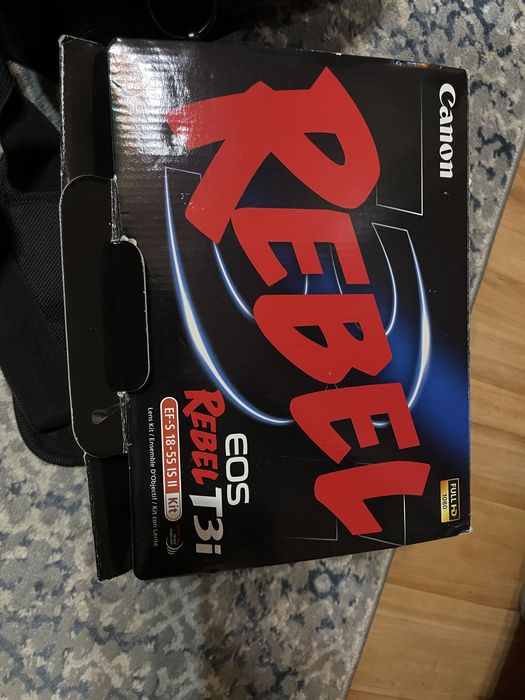 Canon
REBEL
FULL HD
1080
EOS
REBEL T3i
EF-S 18-55 IS II Kit
Lens Kit / Ensemble D'Objectif / Kit con Lente